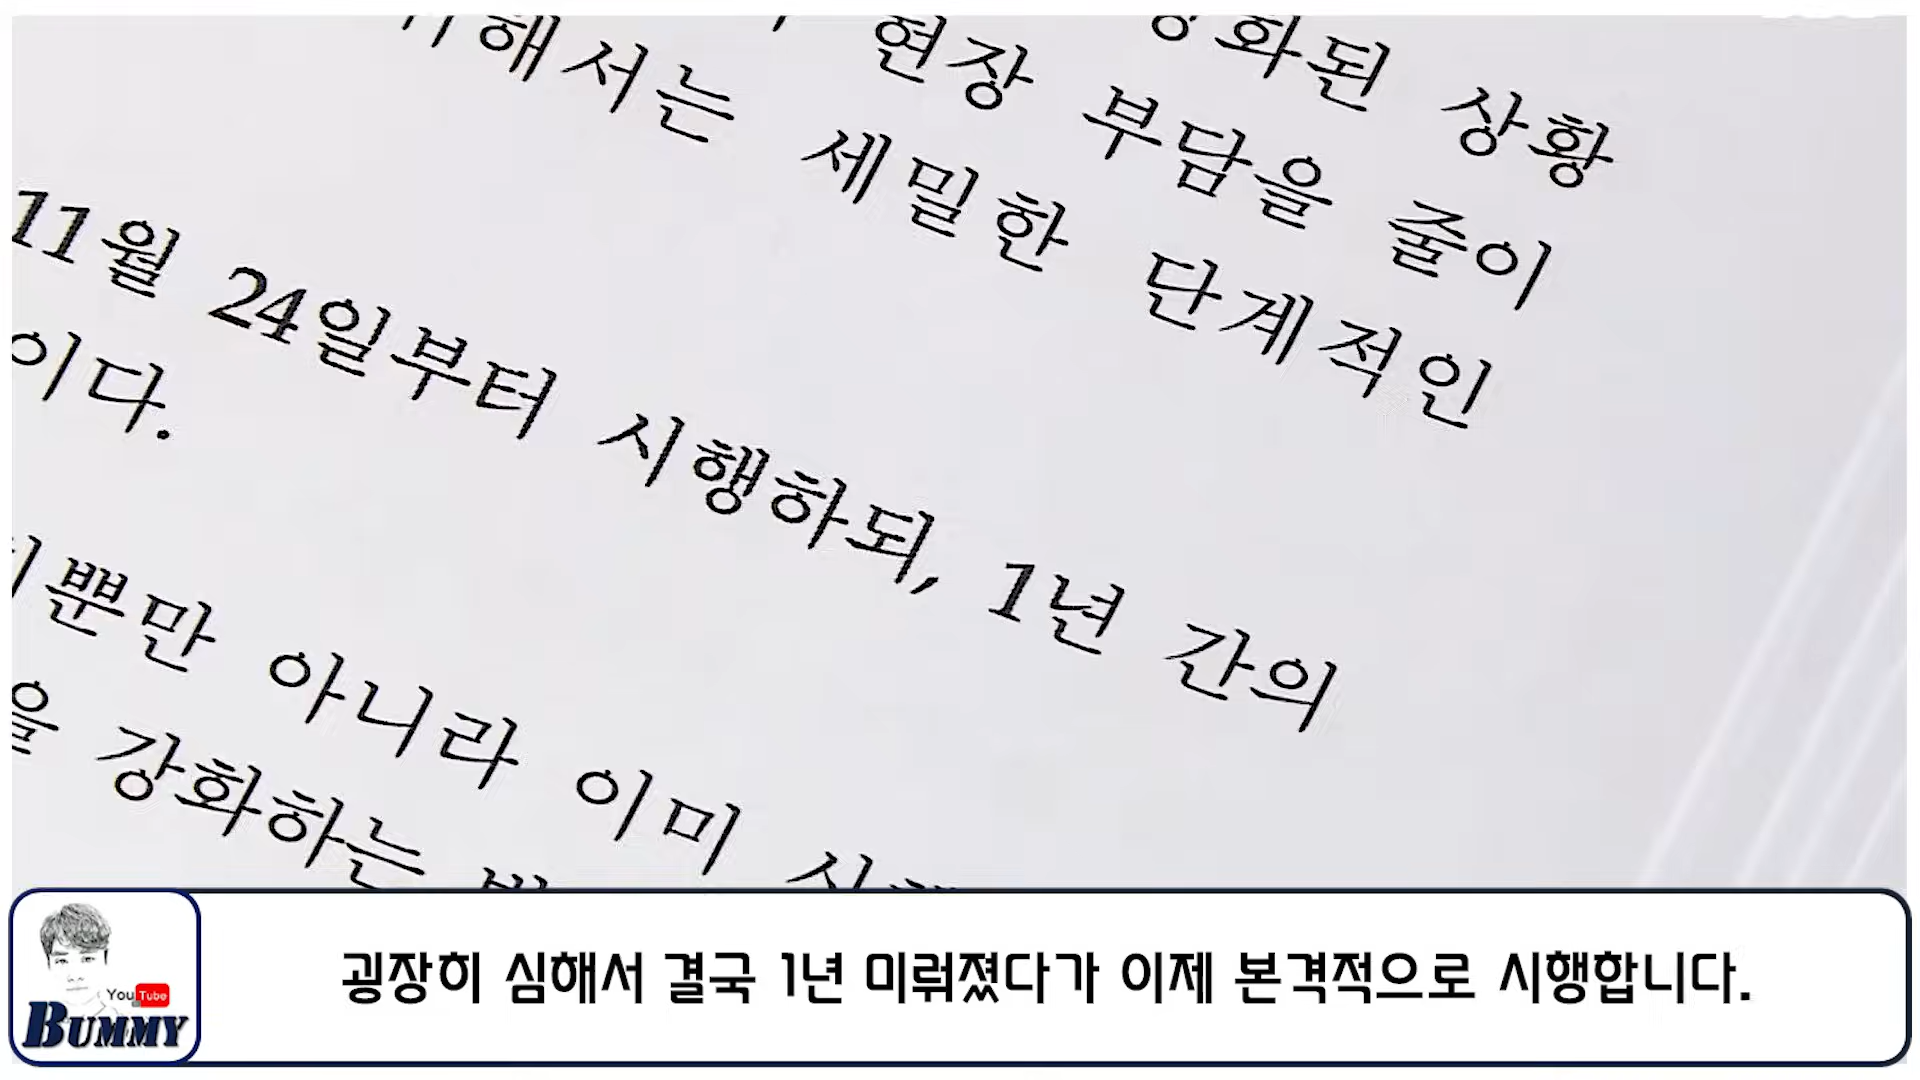 화된 상황
현장 부담을 줄이
해서는 세밀한 단계적인
11월 24일부터 시행하되, 1년 간의
이다.
뿐만 아니라 이미
을 강화하는
굉장히 심해서 결국 1년 미뤄졌다가 이제 본격적으로 시행합니다.
YouTube
BUMMY